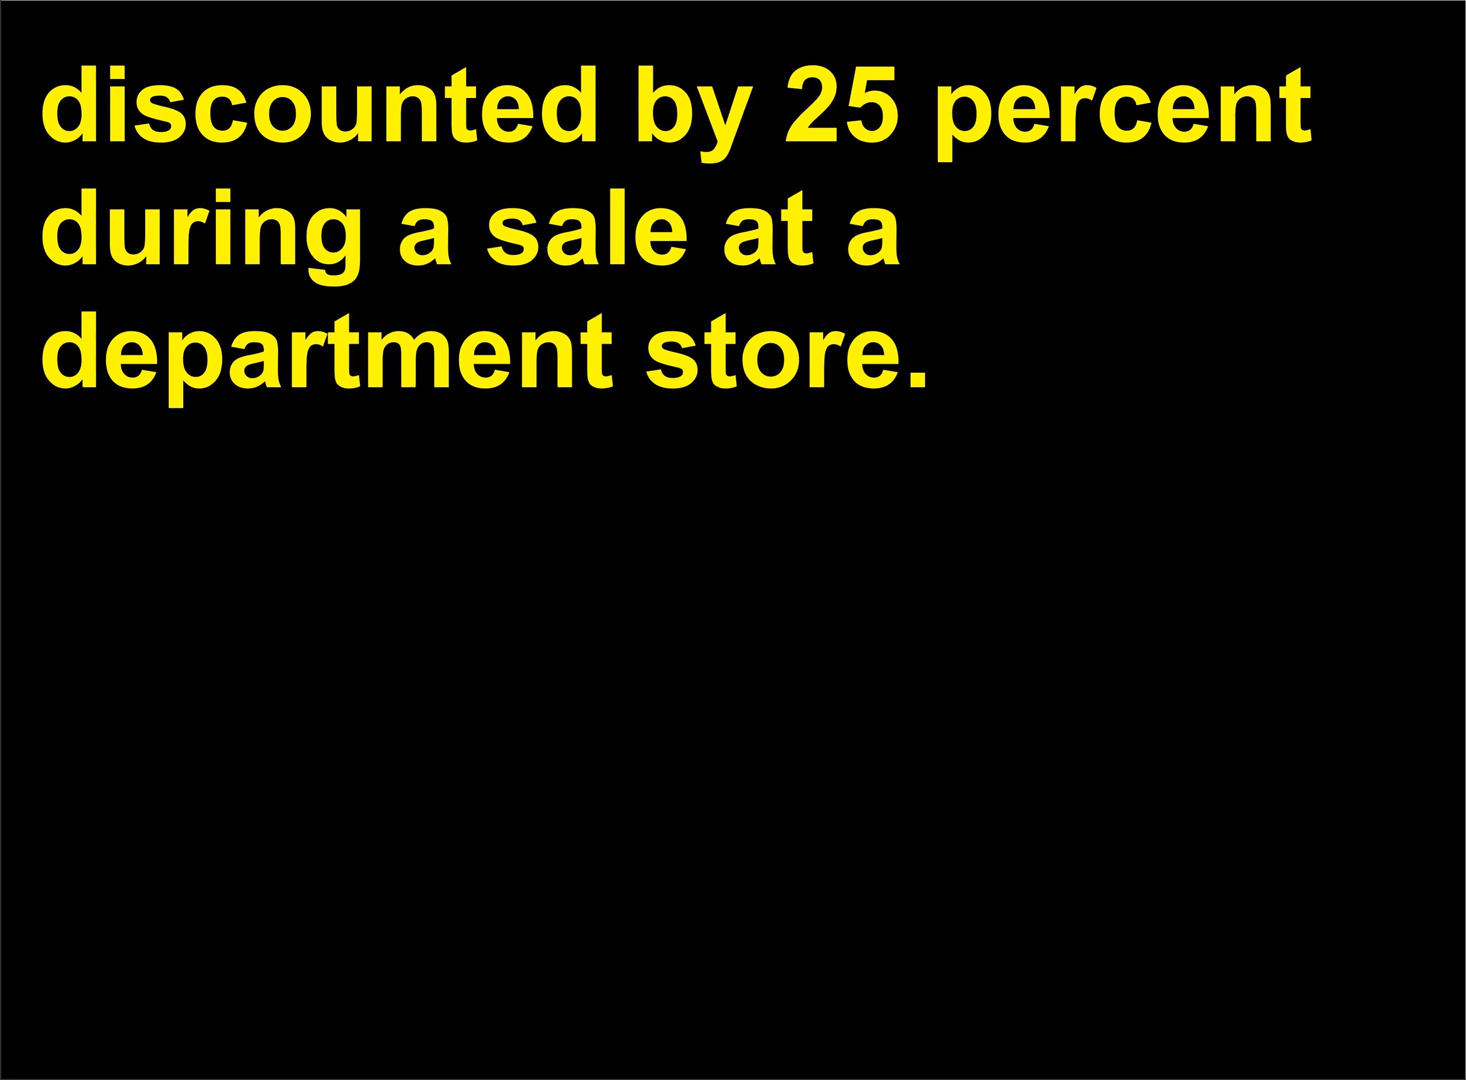 discounted by 25 percent
during a sale at a
department store.